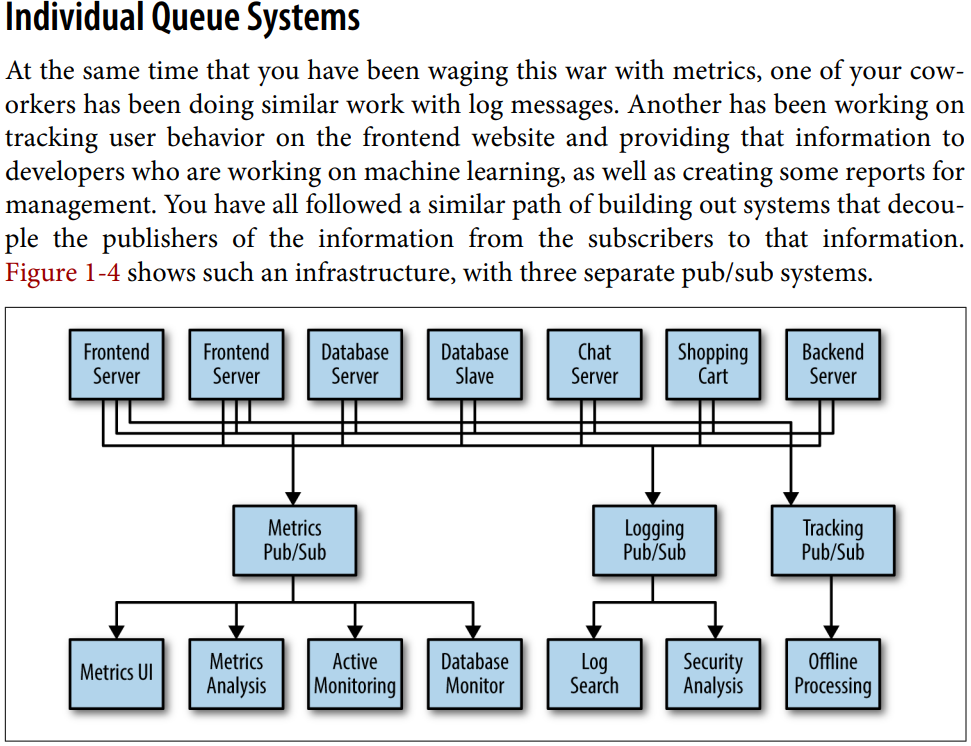 Individual Queue Systems
At the same time that you have been waging this war with metrics, one of your cow-
orkers has been doing similar work with log messages. Another has been working on
tracking user behavior on the frontend website and providing that information to
developers who are working on machine learning, as well as creating some reports for
management. You have all followed a similar path of building out systems that decou-
ple the publishers of the information from the subscribers to that information.
Figure 1-4 shows such an infrastructure, with three separate pub/sub systems.
Frontend
Server
Frontend
Server
Database
Server
Database
Slave
Chat
Server
Shopping
Cart
Backend
Server
Metrics
Pub/Sub
Logging
Pub/Sub
Tracking
Pub/Sub
Metrics UI
Metrics
Analysis
Active
Monitoring
Database
Monitor
Log
Search
Security
Analysis
Offline
Processing